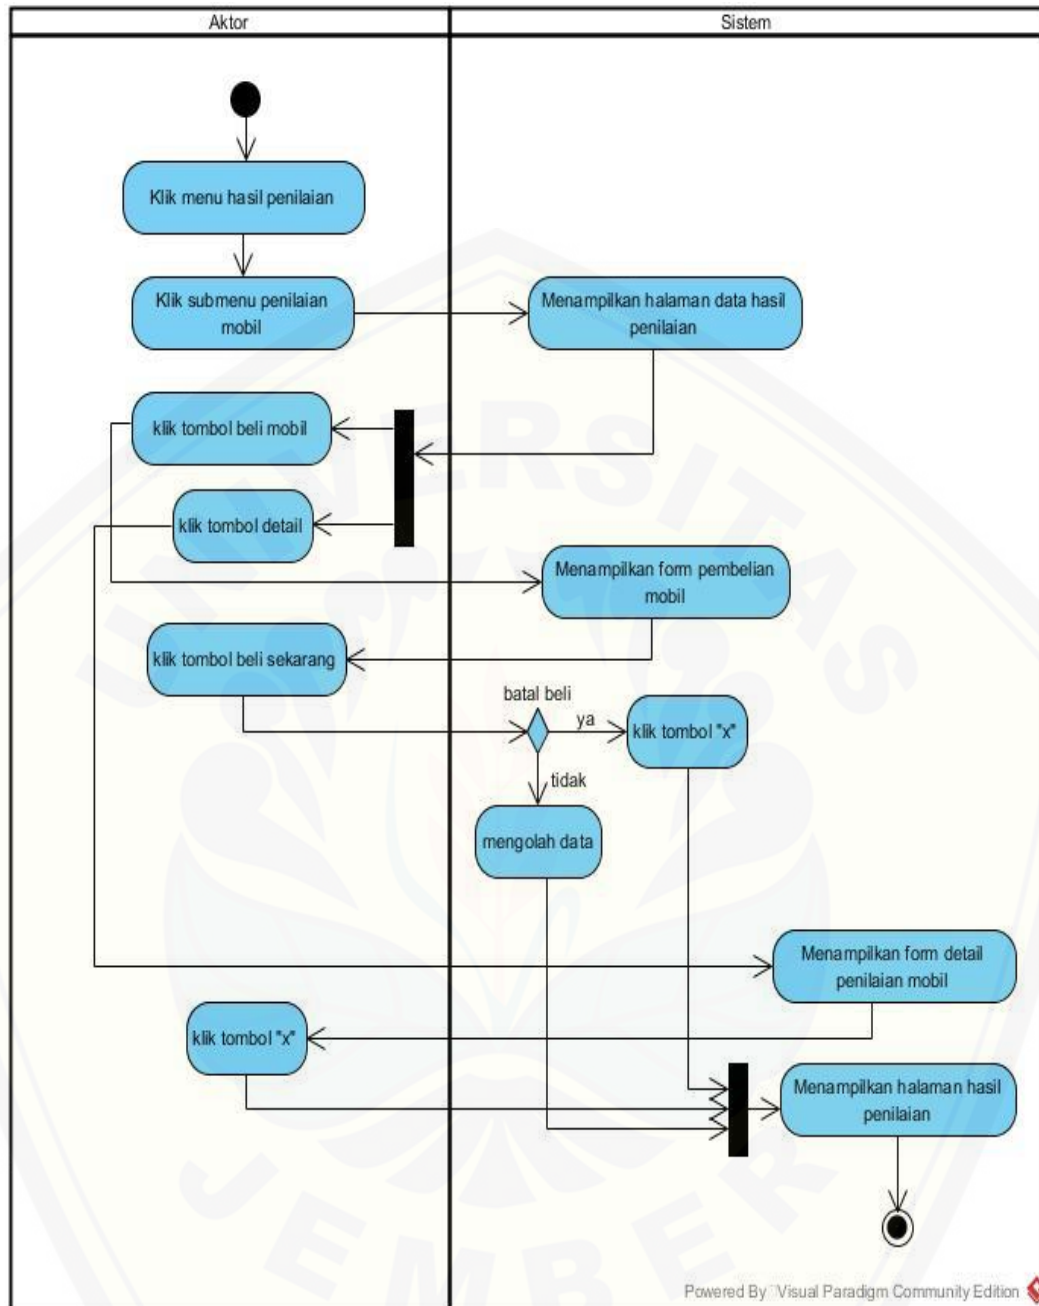 Aktor
Sistem
Klik menu hasil penilaian
Klik submenu penilaian
mobil
Menampilkan halaman data hasil
penilaian
klik tombol beli mobil
klik tombol detail
Menampilkan form pembelian
mobil
klik tombol beli sekarang
batal beli
ya
klik tombol "x"
tidak
mengolah data
Menampilkan form detail
penilaian mobil
klik tombol "x"
Menampilkan halaman hasil
penilaian
UNIVERSITAS
JEMBER
Powered By Visual Paradigm Community Edition